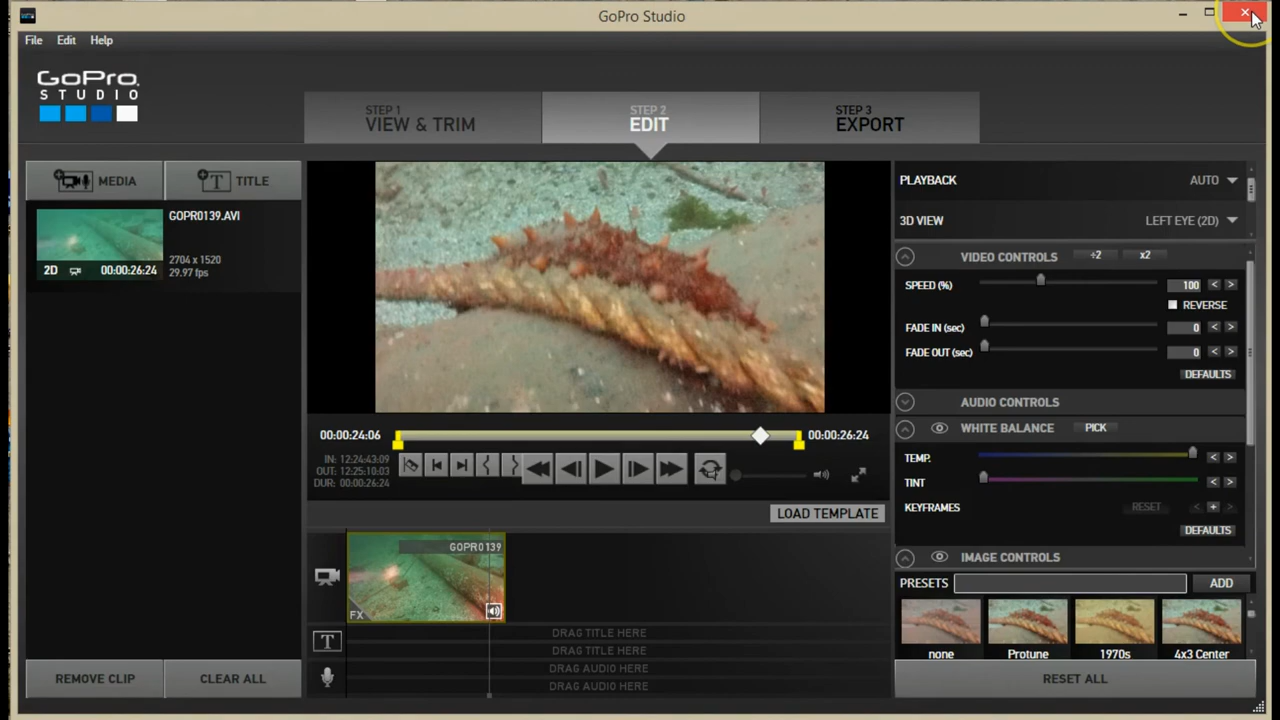 GoPro Studio
File Edit Help
GoPro
STUDIO
STEP 1
VIEW & TRIM
STEP 2
EDIT
STEP 3
EXPORT
MEDIA
TITLE
GOPR0139.AVI
2704 x 1520
29.97 fps
2D
00:00:26:24
REMOVE CLIP
CLEAR ALL
00:00:24:06
00:00:26:24
IN: 12:24:43:09
OUT: 12:25:10:03
DUR: 00:00:26:24
LOAD TEMPLATE
GOPR0139
FX
T
DRAG TITLE HERE
DRAG TITLE HERE
DRAG AUDIO HERE
DRAG AUDIO HERE
PLAYBACK AUTO
3D VIEW LEFT EYE (2D)
VIDEO CONTROLS ÷2 x2
SPEED (%) 100 < >
REVERSE
FADE IN (sec) 0 < >
FADE OUT (sec) 0 < >
DEFAULTS
AUDIO CONTROLS
WHITE BALANCE PICK
TEMP. < >
TINT < >
KEYFRAMES RESET < + >
DEFAULTS
IMAGE CONTROLS
PRESETS ADD
none Protune 1970s 4x3 Center
RESET ALL